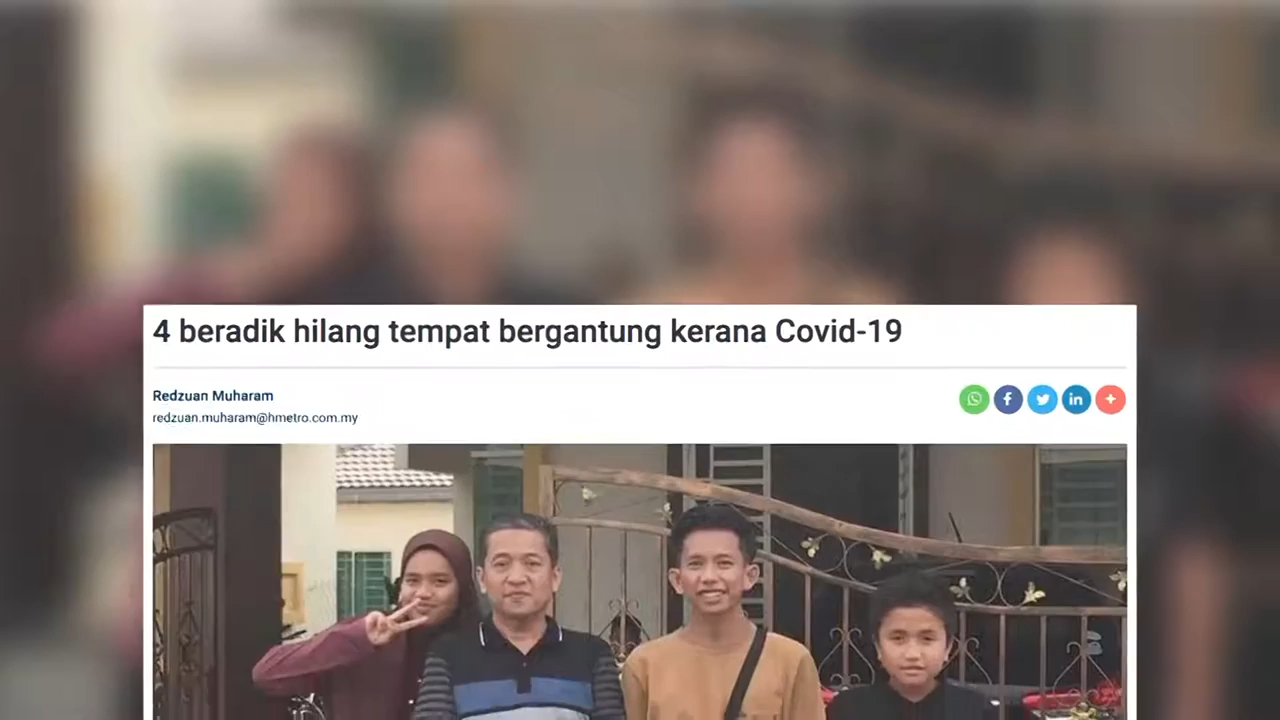 4 beradik hilang tempat bergantung kerana Covid-19
Redzuan Muharam
redzuan.muharam@hmetro.com.my